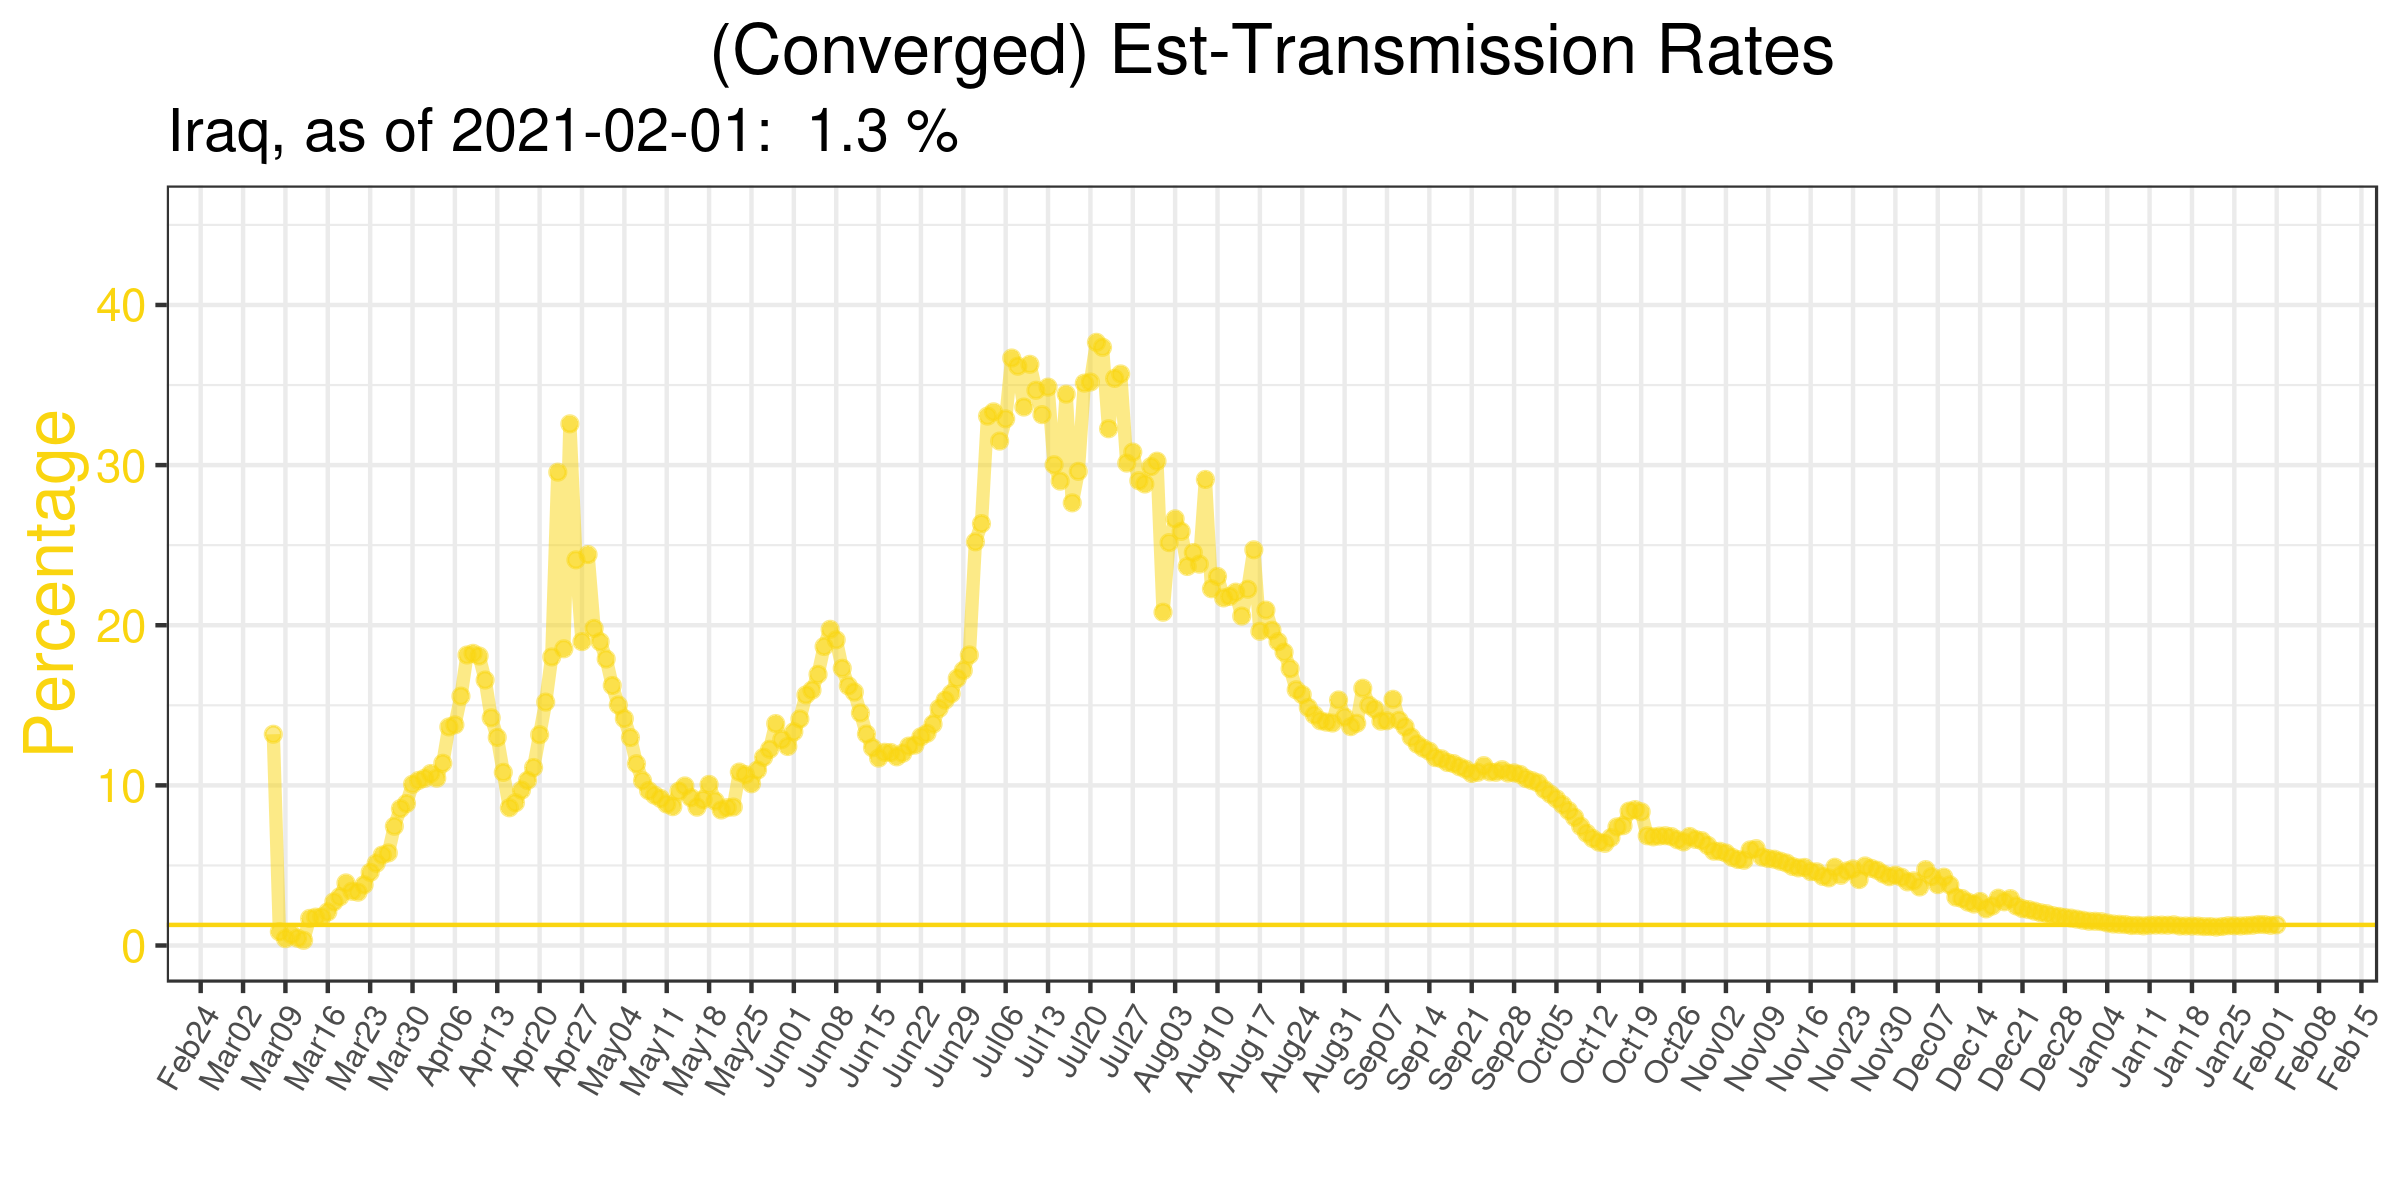 (Converged) Est-Transmission Rates
Iraq, as of 2021-02-01:  1.3 %
Percentage
40
30
20
10
0
Feb24
Mar02
Mar09
Mar16
Mar23
Mar30
Apr06
Apr13
Apr20
Apr27
May04
May11
May18
May25
Jun01
Jun08
Jun15
Jun22
Jun29
Jul06
Jul13
Jul20
Jul27
Aug03
Aug10
Aug17
Aug24
Aug31
Sep07
Sep14
Sep21
Sep28
Oct05
Oct12
Oct19
Oct26
Nov02
Nov09
Nov16
Nov23
Nov30
Dec07
Dec14
Dec21
Dec28
Jan04
Jan11
Jan18
Jan25
Feb01
Feb08
Feb15